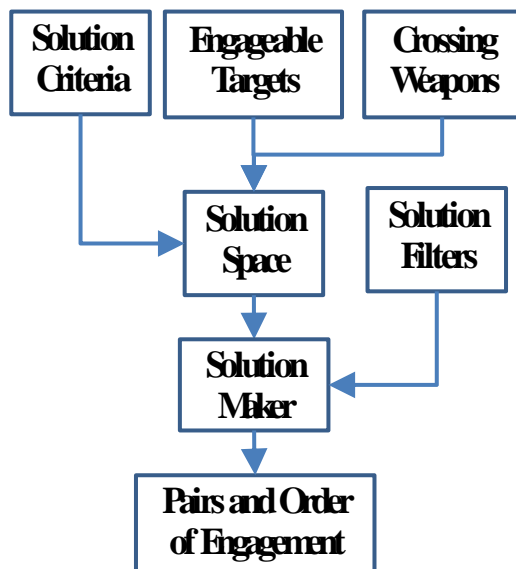 Solution
Criteria
Engageable
Targets
Crossing
Weapons
Solution
Space
Solution
Filters
Solution
Maker
Pairs and Order
of Engagement